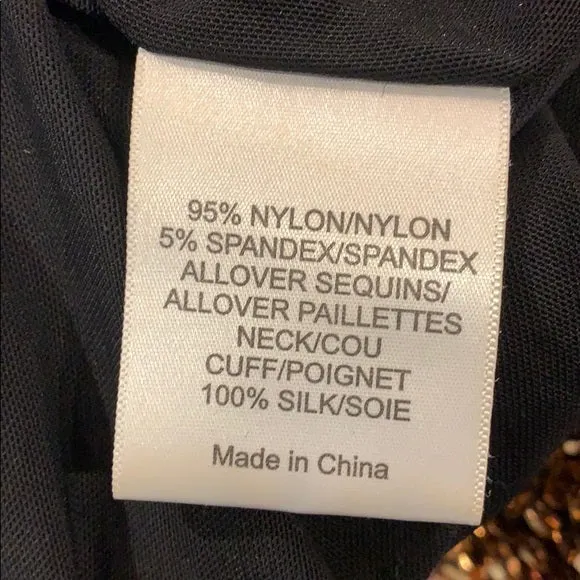 95% NYLON/NYLON
5% SPANDEX/SPANDEX
ALLOVER SEQUINS/
ALLOVER PAILLETTES
NECK/COU
CUFF/POIGNET
100% SILK/SOIE
Made in China